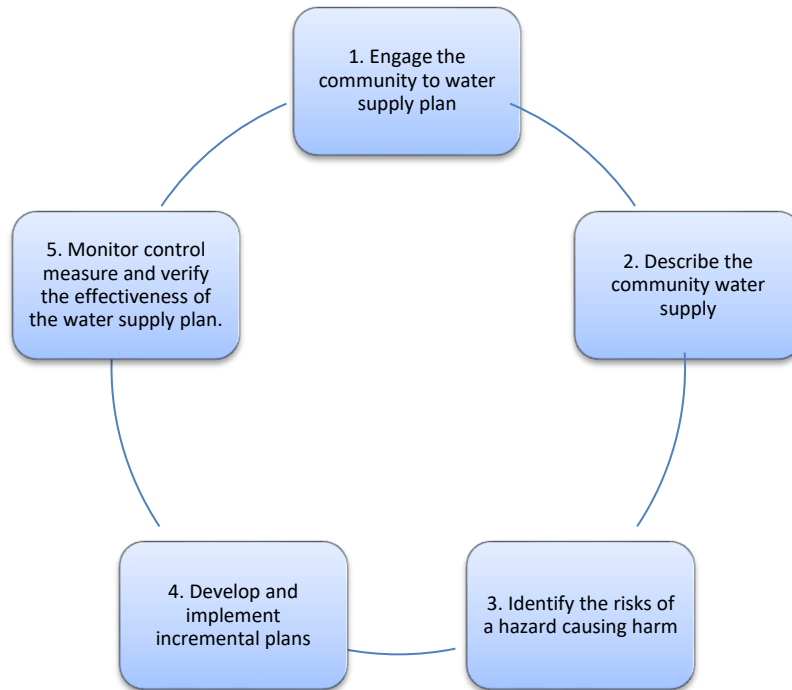 1. Engage the
community to water
supply plan
2. Describe the
community water
supply
3. Identify the risks of
a hazard causing harm
4. Develop and
implement
incremental plans
5. Monitor control
measure and verify
the effectiveness of
the water supply plan.